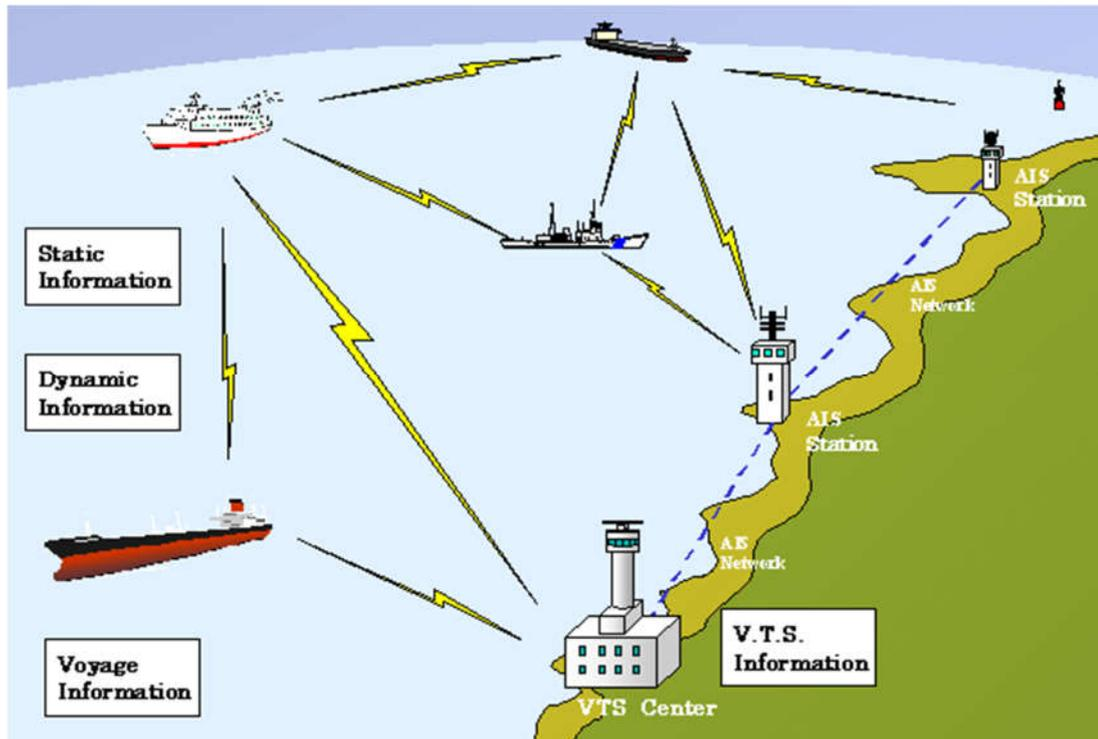 AIS
Station
Static
Information
AIS
Network
Dynamic
Information
AIS
Station
AIS
Network
V.T.S.
Information
Voyage
Information
VTS Center